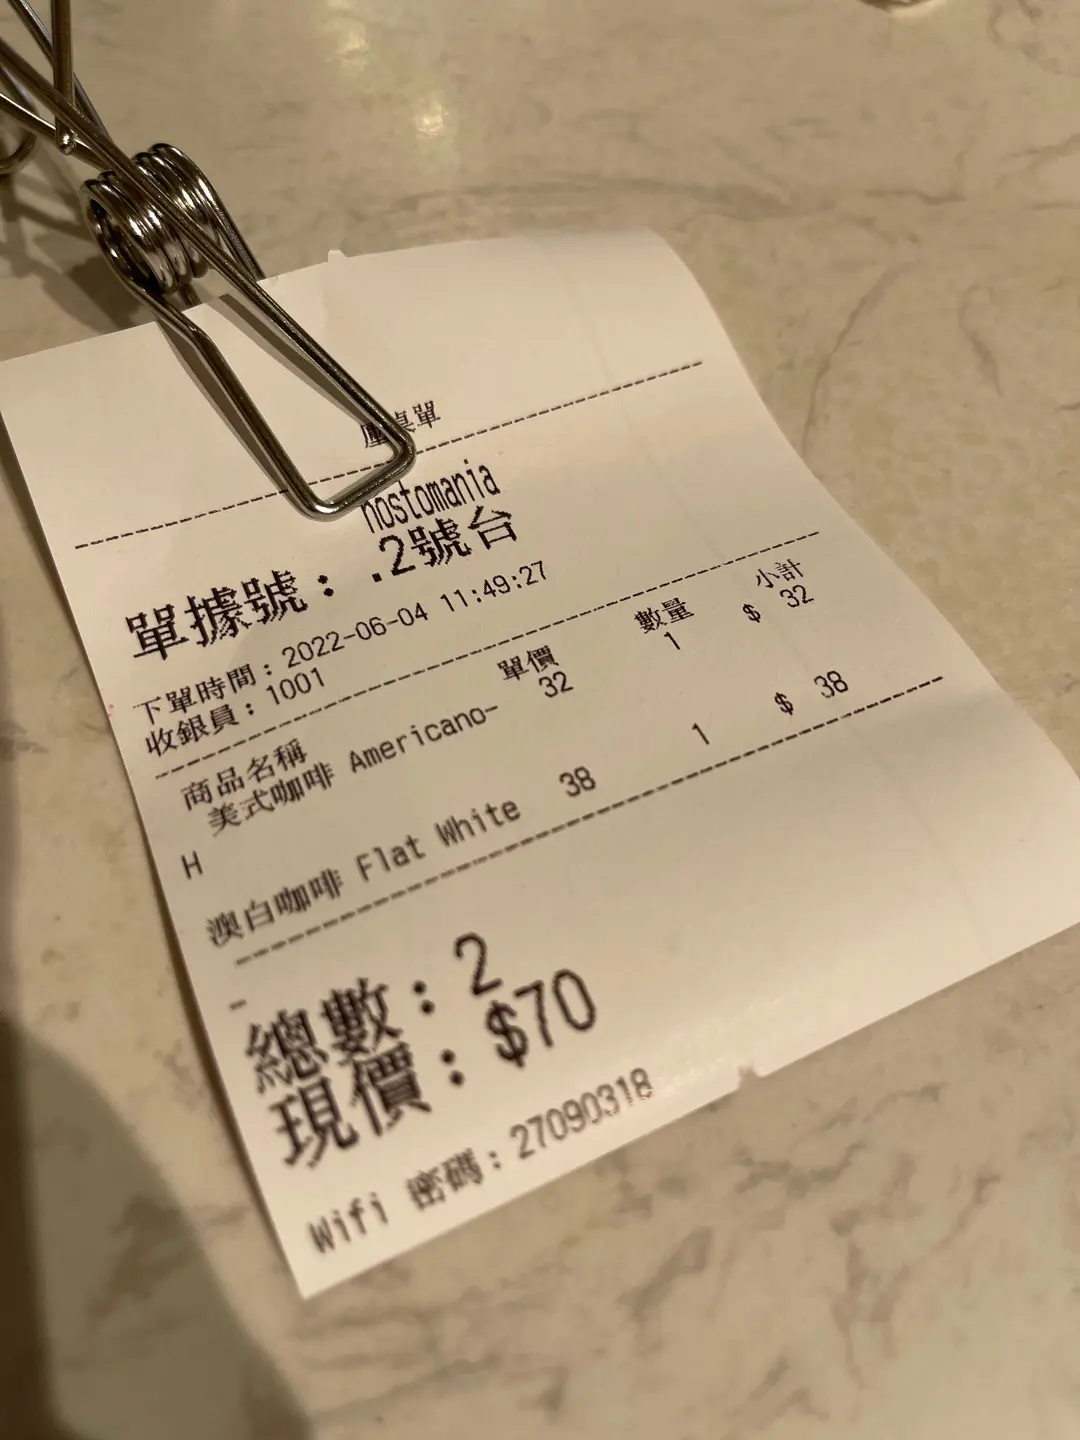 桌單
nostomania
單據號： .2號台
下單時間：2022-06-04 11:49:27
收銀員：1001
商品名稱 單價 數量 小計
美式咖啡 Americano- 32 1 $ 32
H
澳白咖啡 Flat White 38 1 $ 38
總數：2
現價：$70
Wifi 密碼：27090318